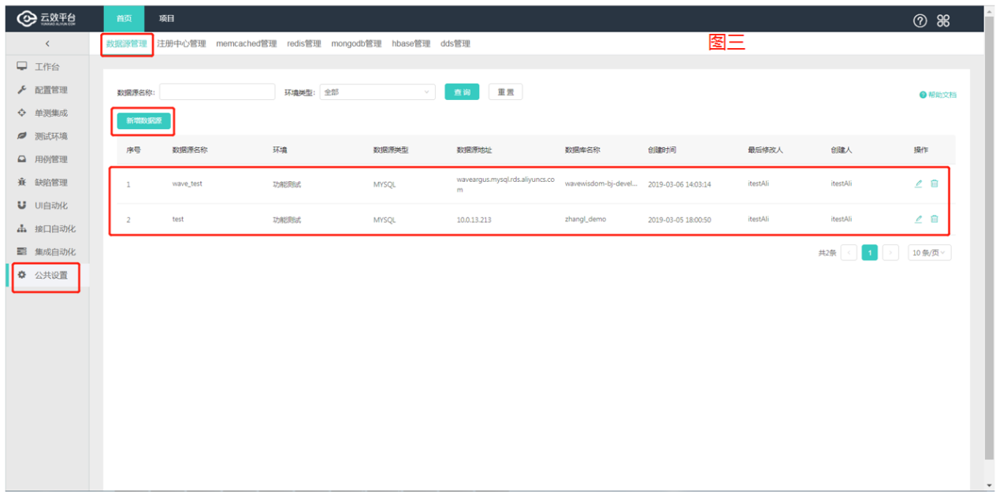 云效平台 首页 项目
YUNXIAO.ALIYUN.COM
数据源管理 注册中心管理 memcached管理 redis管理 mongodb管理 hbase管理 dds管理 图三
工作台
配置管理
单测集成
测试环境
用例管理
缺陷管理
UI自动化
接口自动化
集成自动化
公共设置
数据源名称: 环境类型: 全部 查询 重置 帮助文档
新增数据源
序号 数据源名称 环境 数据源类型 数据源地址 数据库名称 创建时间 最后修改人 创建人 操作
1 wave_test 功能测试 MYSQL waveargus.mysql.rds.aliyuncs.co wavewisdom-bj-devel... 2019-03-06 14:03:14 itestAli itestAli
m
2 test 功能测试 MYSQL 10.0.13.213 zhangl_demo 2019-03-05 18:00:50 itestAli itestAli
共2条 < 1 > 10 条/页